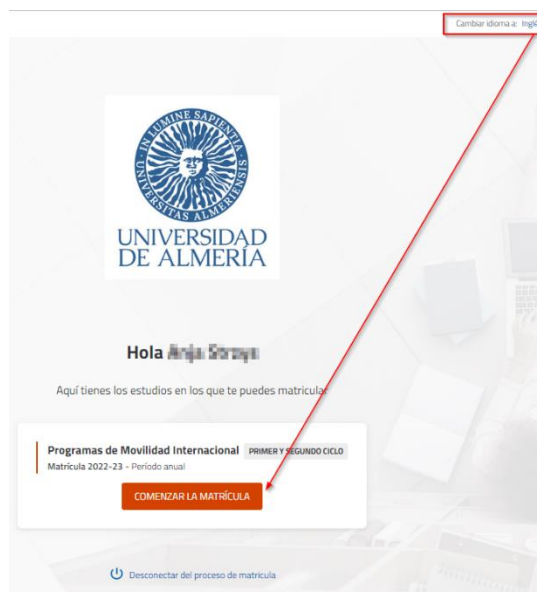 Cambiar idioma a: Inglé
IN LUMINE SAPIENTIA
UNIVERSITAS ALMERIENSIS
UNIVERSIDAD
DE ALMERÍA
Hola
Aquí tienes los estudios en los que te puedes matricular
Programas de Movilidad Internacional PRIMER Y SEGUNDO CICLO
Matrícula 2022-23 - Periodo anual
COMENZAR LA MATRÍCULA
Desconectar del proceso de matrícula